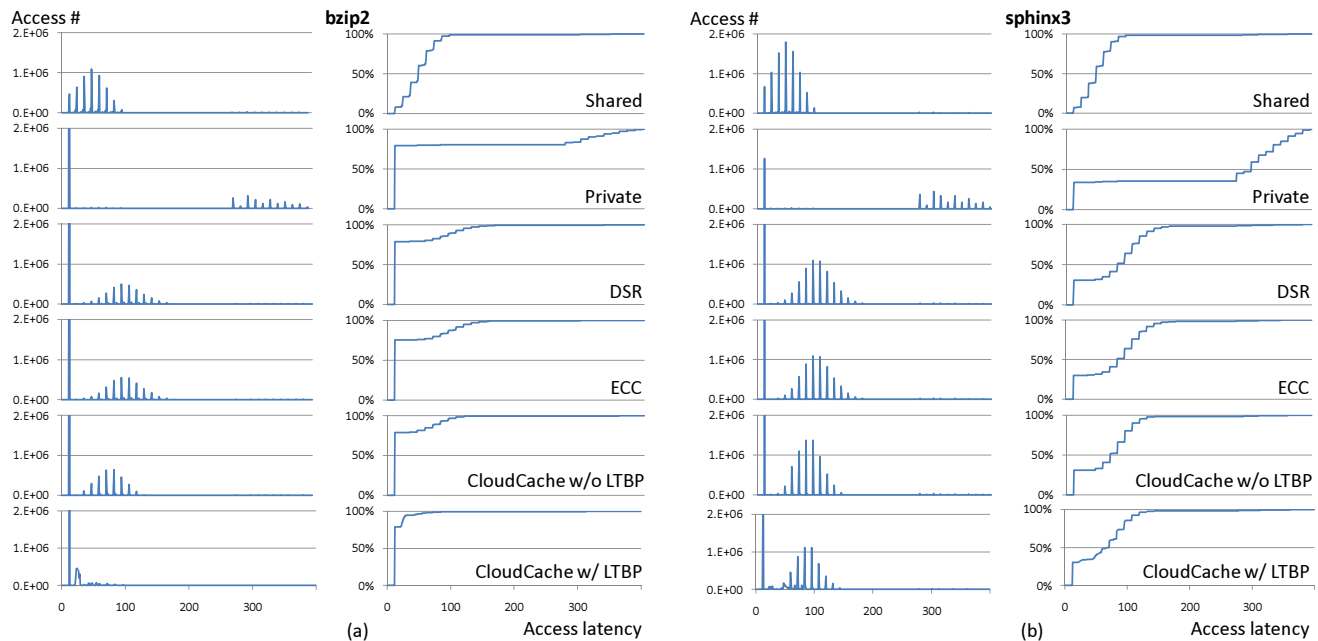 Access # bzip2 Access # sphinx3
2.E+06 100% 2.E+06 100%
1.E+06 50% 1.E+06 50%
0.E+00 0% Shared 0.E+00 0% Shared
2.E+06 100% 2.E+06 100%
1.E+06 50% 1.E+06 50%
0.E+00 0% Private 0.E+00 0% Private
2.E+06 100% 2.E+06 100%
1.E+06 50% 1.E+06 50%
0.E+00 0% DSR 0.E+00 0% DSR
2.E+06 100% 2.E+06 100%
1.E+06 50% 1.E+06 50%
0.E+00 0% ECC 0.E+00 0% ECC
2.E+06 100% 2.E+06 100%
1.E+06 50% 1.E+06 50%
0.E+00 0% CloudCache w/o LTBP 0.E+00 0% CloudCache w/o LTBP
2.E+06 100% 2.E+06 100%
1.E+06 50% 1.E+06 50%
0.E+00 0% CloudCache w/ LTBP 0.E+00 0% CloudCache w/ LTBP
0 100 200 300 0 100 200 300 0 100 200 300 0 100 200 300
(a) Access latency (b) Access latency